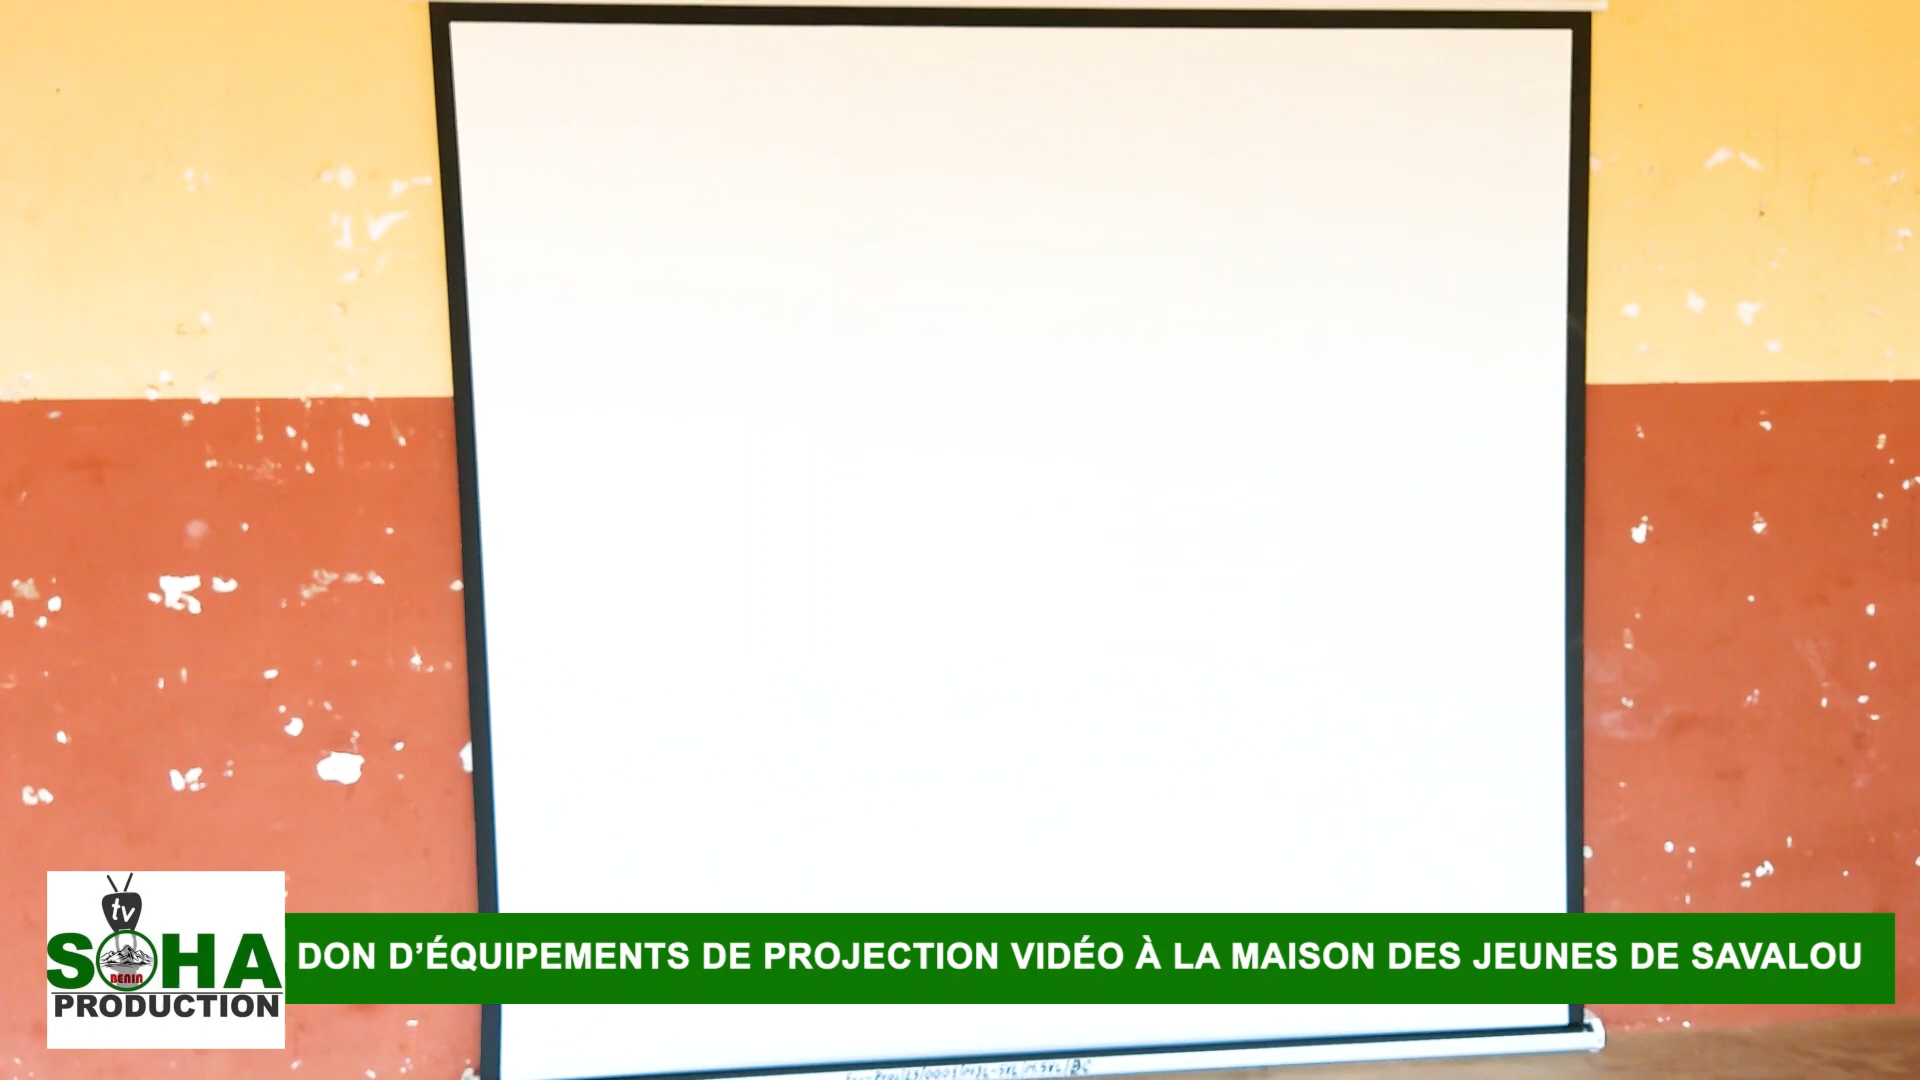 tv
SOHA
BENIN
PRODUCTION
DON D’ÉQUIPEMENTS DE PROJECTION VIDÉO À LA MAISON DES JEUNES DE SAVALOU